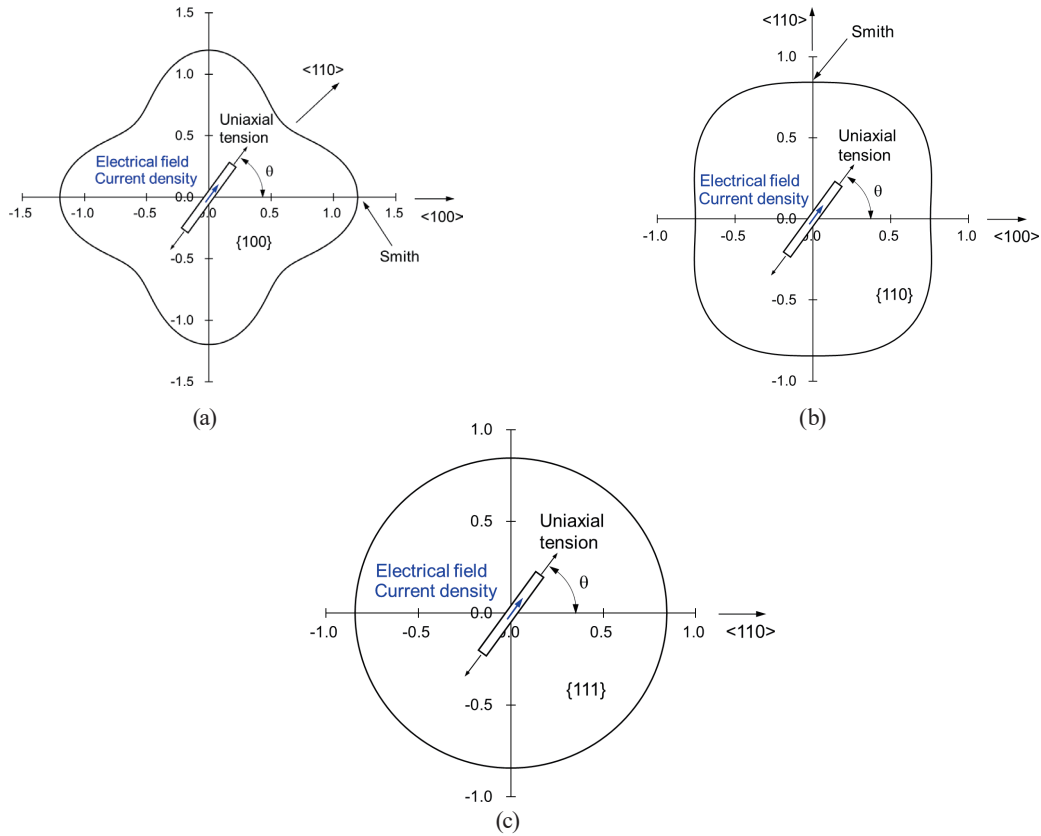 1.5
1.0
<110>
Uniaxial
tension
0.5
Electrical field
Current density
θ
0.0
-1.5
-1.0
-0.5
0.0
0.5
1.0
1.5
<100>
{100}
Smith
-0.5
-1.0
-1.5
(a)
<110>
Smith
1.0
Uniaxial
tension
0.5
Electrical field
Current density
θ
0.0
-1.0
-0.5
0.0
0.5
1.0
<100>
{110}
-0.5
-1.0
(b)
1.0
0.5
Uniaxial
tension
Electrical field
Current density
θ
0.0
-1.0
-0.5
0.0
0.5
1.0
<110>
{111}
-0.5
-1.0
(c)